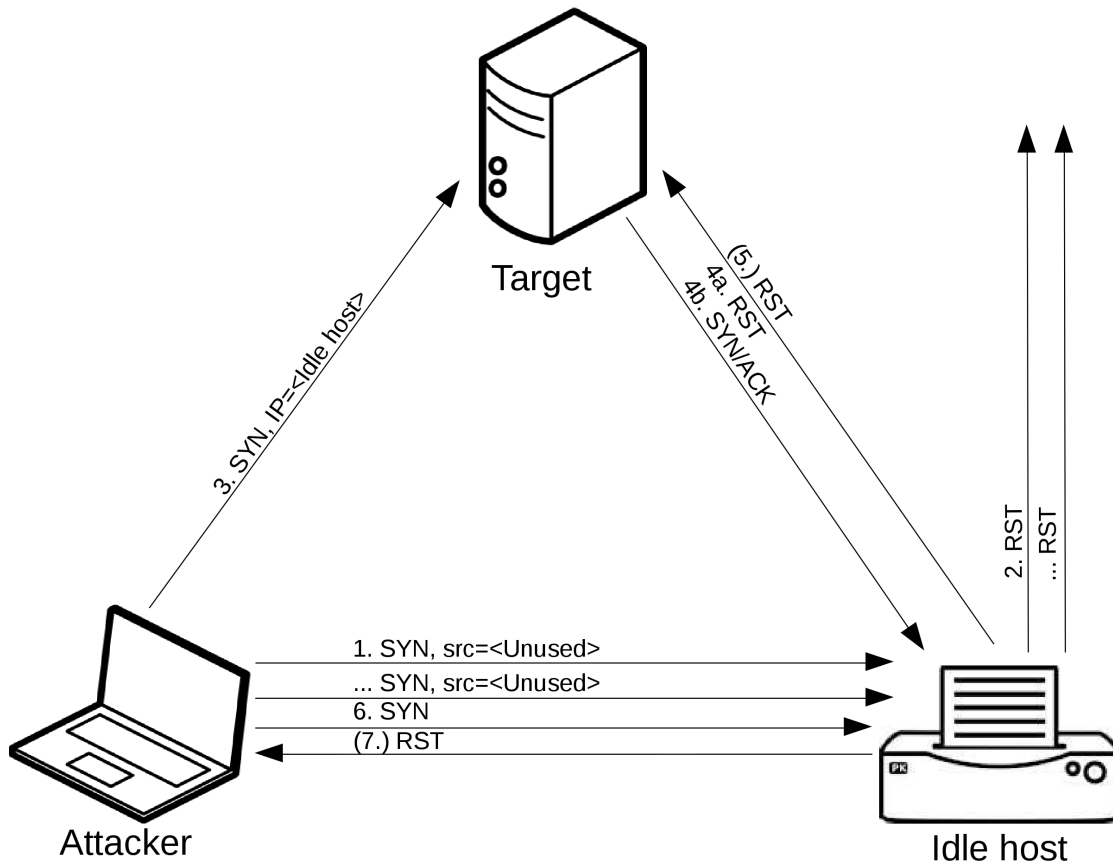 Target
(5.) RST
4a. RST
4b. SYN/ACK
3. SYN, IP=<Idle host>
2. RST
... RST
1. SYN, src=<Unused>
... SYN, src=<Unused>
6. SYN
(7.) RST
PK
Attacker
Idle host